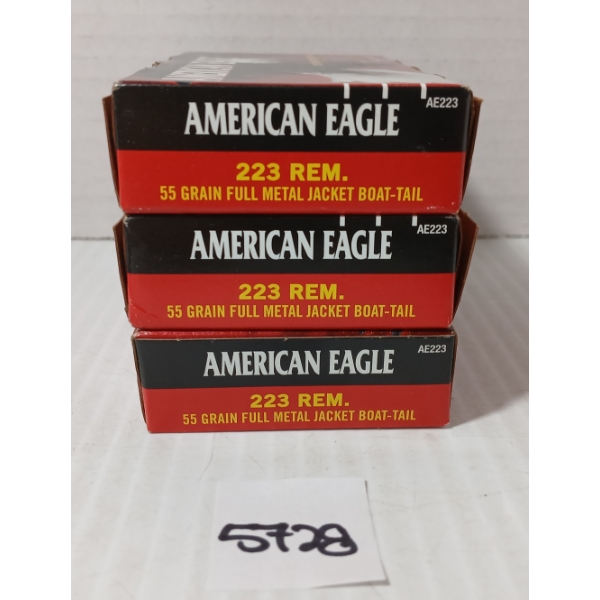 AE223
AMERICAN EAGLE
223 REM.
55 GRAIN FULL METAL JACKET BOAT-TAIL
AE223
AMERICAN EAGLE
223 REM.
55 GRAIN FULL METAL JACKET BOAT-TAIL
AE223
AMERICAN EAGLE
223 REM.
55 GRAIN FULL METAL JACKET BOAT-TAIL
5728